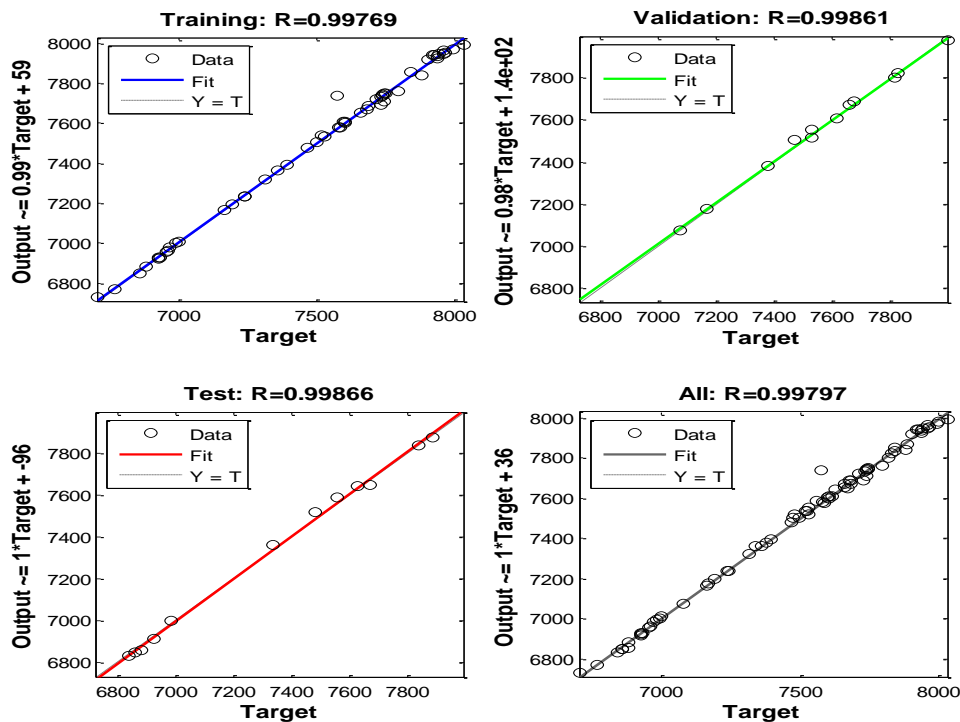 Training: R=0.99769
Output ~= 0.99*Target + 59
8000
7800
7600
7400
7200
7000
6800
Data
Fit
Y = T
7000
7500
8000
Target
Validation: R=0.99861
Output ~= 0.98*Target + 1.4e+02
7800
7600
7400
7200
7000
6800
Data
Fit
Y = T
6800
7000
7200
7400
7600
7800
Target
Test: R=0.99866
Output ~= 1*Target + -96
7800
7600
7400
7200
7000
6800
Data
Fit
Y = T
6800
7000
7200
7400
7600
7800
Target
All: R=0.99797
Output ~= 1*Target + 36
8000
7800
7600
7400
7200
7000
6800
Data
Fit
Y = T
7000
7500
8000
Target